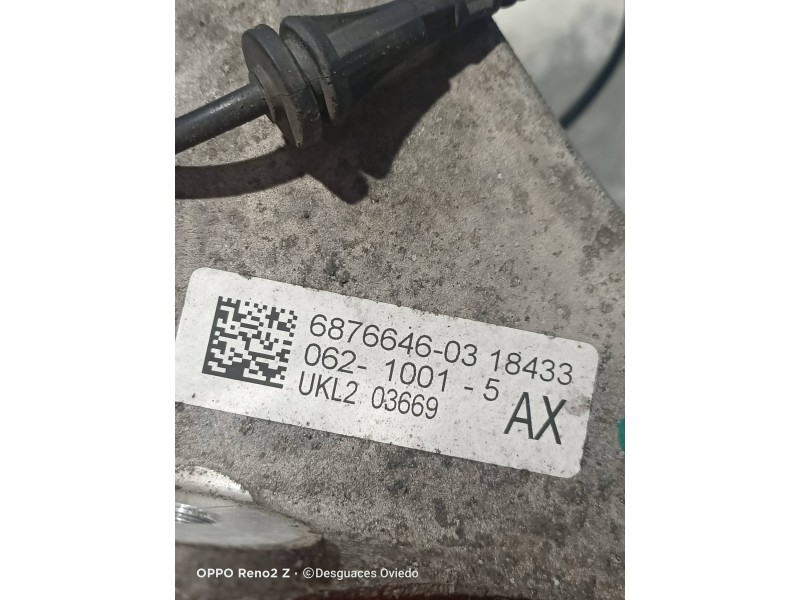 6876646-03 18433
062- 1001 - 5
UKL2 03669
AX
OPPO Reno2 Z • ©Desguaces Oviedo